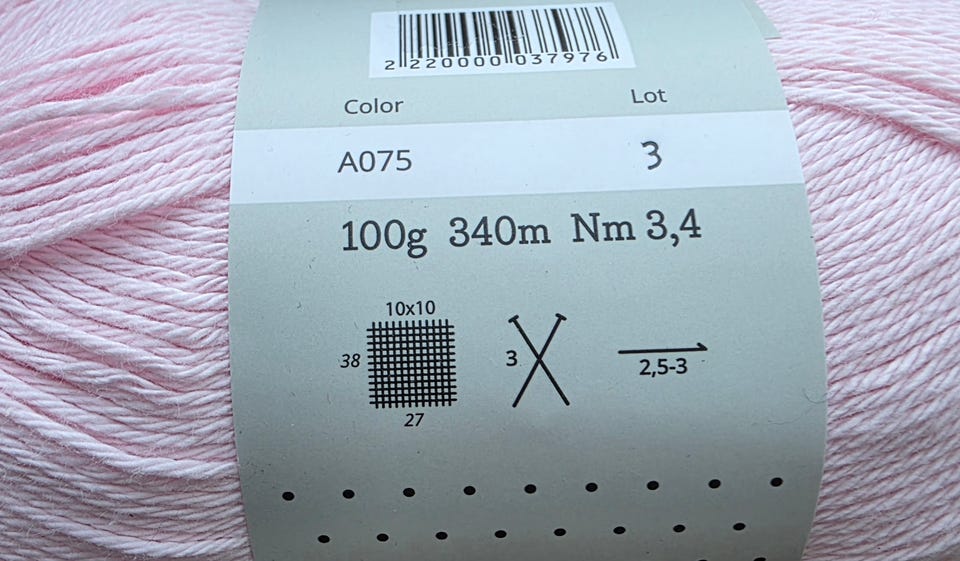 2 220000 037976
Color Lot
A075 3
100g 340m Nm 3,4
10x10
38
27
3
2,5-3